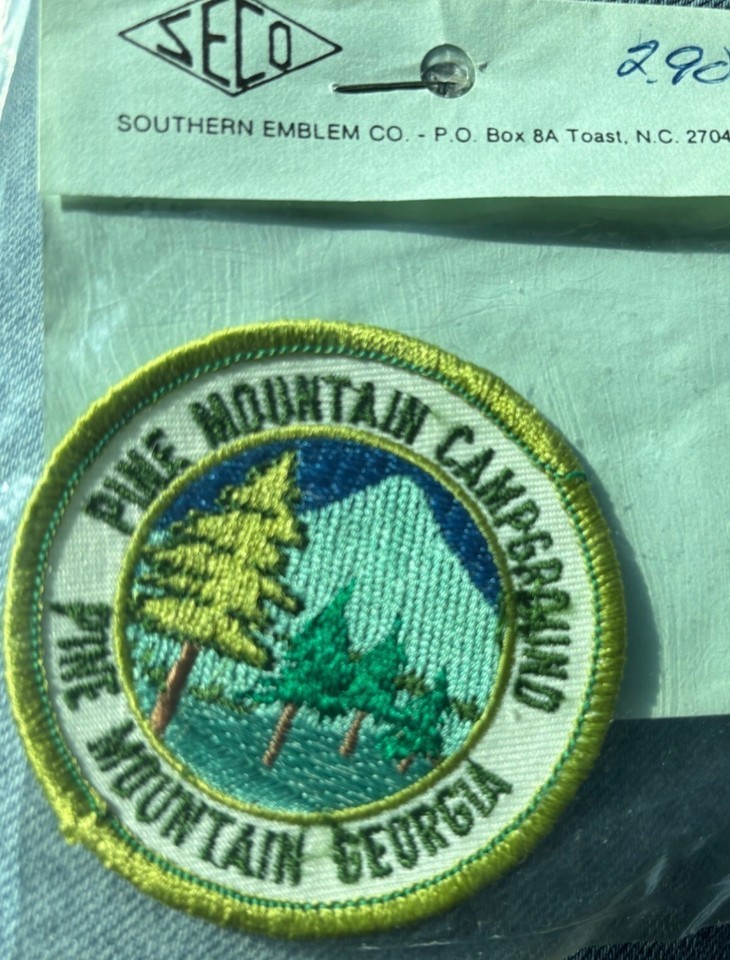 SECO
2.90
SOUTHERN EMBLEM CO. - P.O. Box 8A Toast, N.C. 2704
PINE MOUNTAIN CAMPGROUND
PINE MOUNTAIN GEORGIA